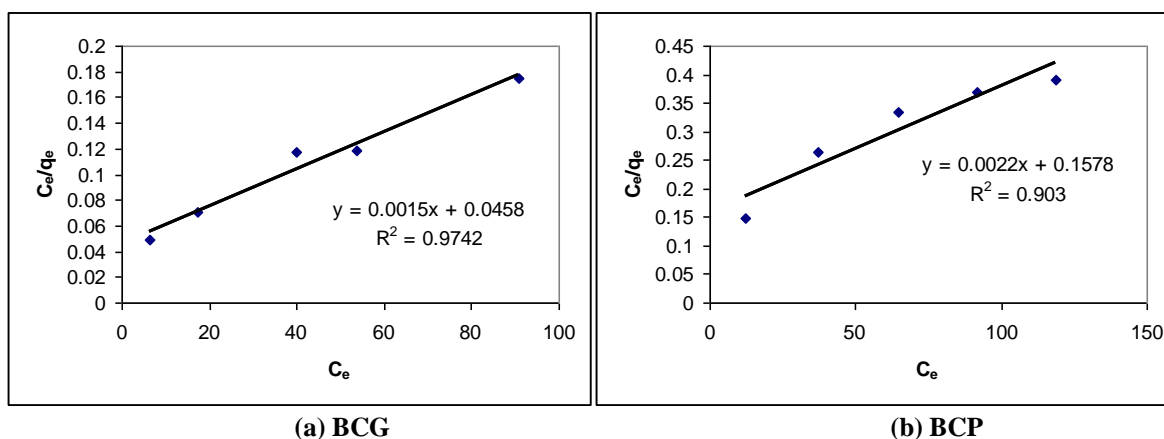 0.2
0.18
0.16
0.14
0.12
0.1
0.08
0.06
0.04
0.02
0
Cₑ/qₑ
y = 0.0015x + 0.0458
R² = 0.9742
0 20 40 60 80 100
Cₑ
(a) BCG
0.45
0.4
0.35
0.3
0.25
0.2
0.15
0.1
0.05
0
Cₑ/qₑ
y = 0.0022x + 0.1578
R² = 0.903
0 50 100 150
Cₑ
(b) BCP